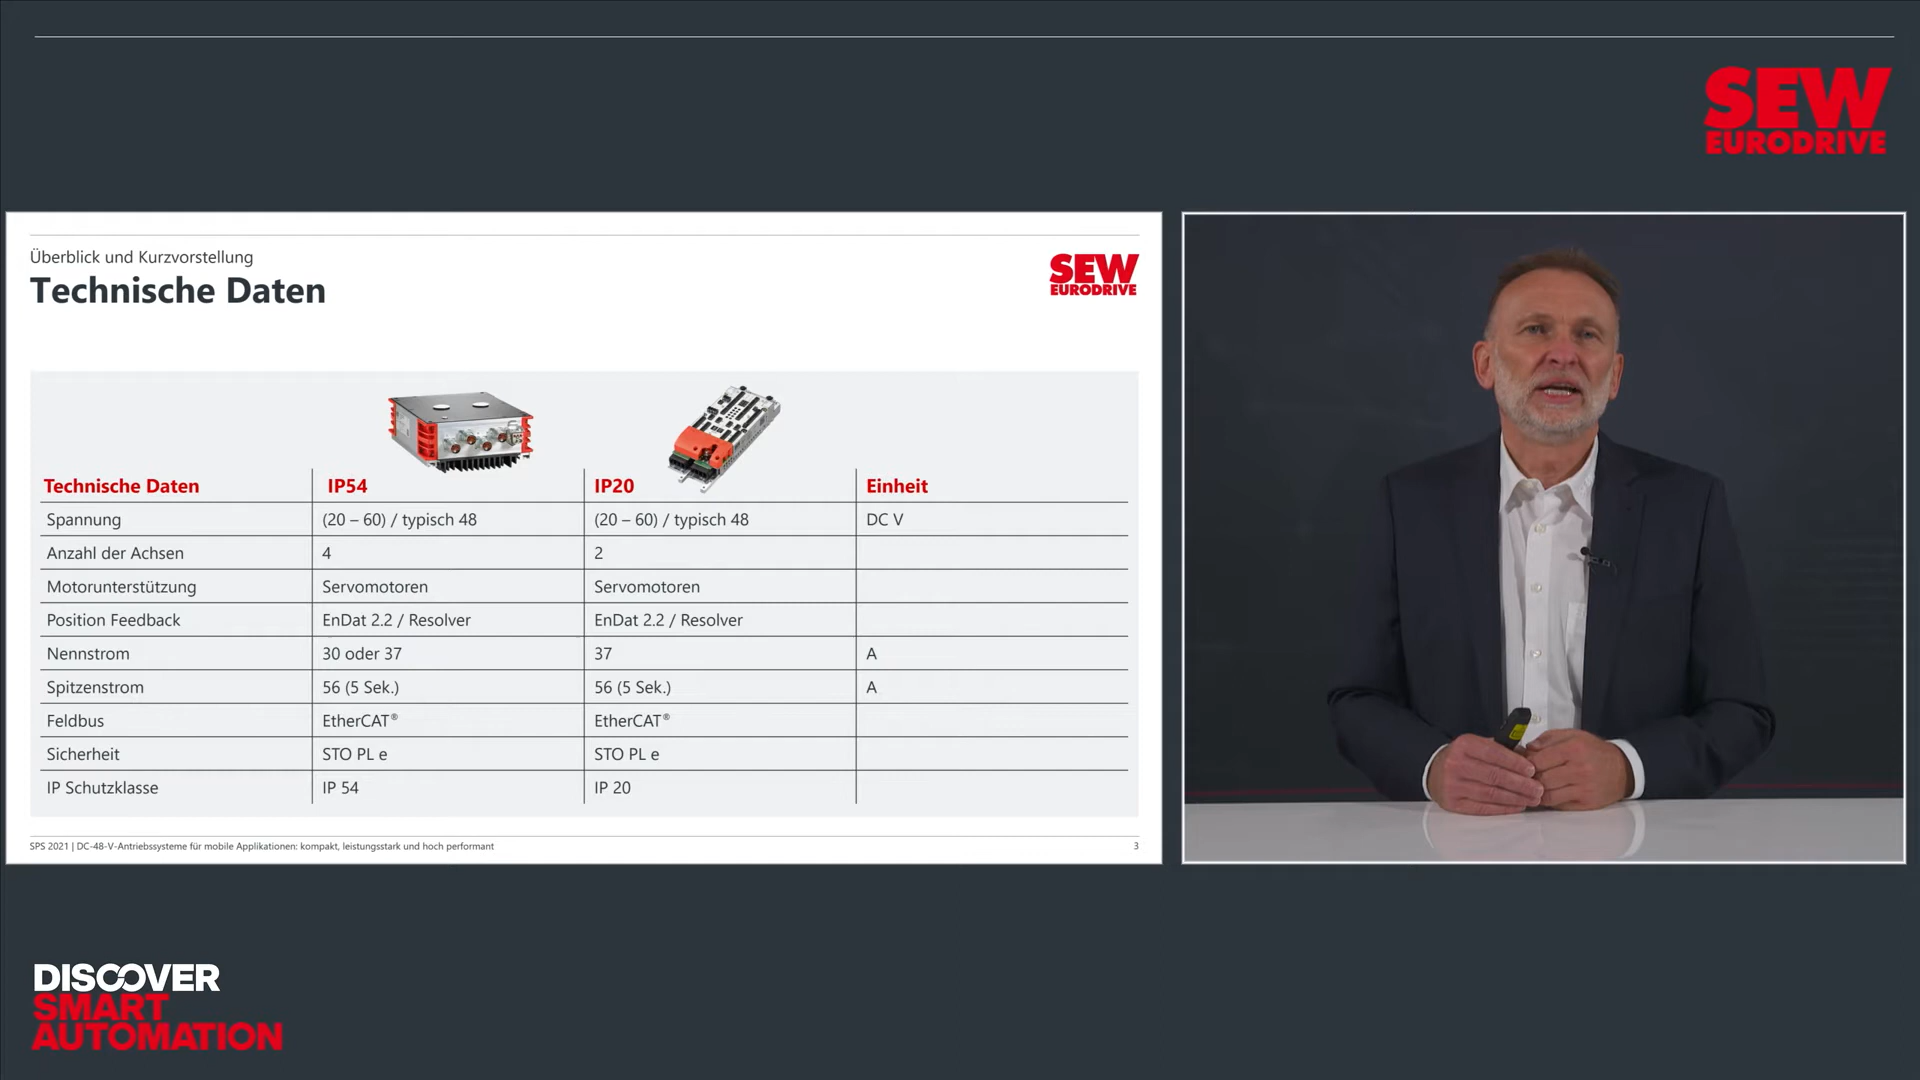 SEW
EURODRIVE
Überblick und Kurzvorstellung
Technische Daten
SEW
EURODRIVE
Technische Daten IP54 IP20 Einheit
Spannung (20 – 60) / typisch 48 (20 – 60) / typisch 48 DC V
Anzahl der Achsen 4 2
Motorunterstützung Servomotoren Servomotoren
Position Feedback EnDat 2.2 / Resolver EnDat 2.2 / Resolver
Nennstrom 30 oder 37 37 A
Spitzenstrom 56 (5 Sek.) 56 (5 Sek.) A
Feldbus EtherCAT® EtherCAT®
Sicherheit STO PL e STO PL e
IP Schutzklasse IP 54 IP 20
SPS 2021 | DC-48-V-Antriebssysteme für mobile Applikationen: kompakt, leistungsstark und hoch performant 3
DISCOVER
SMART
AUTOMATION